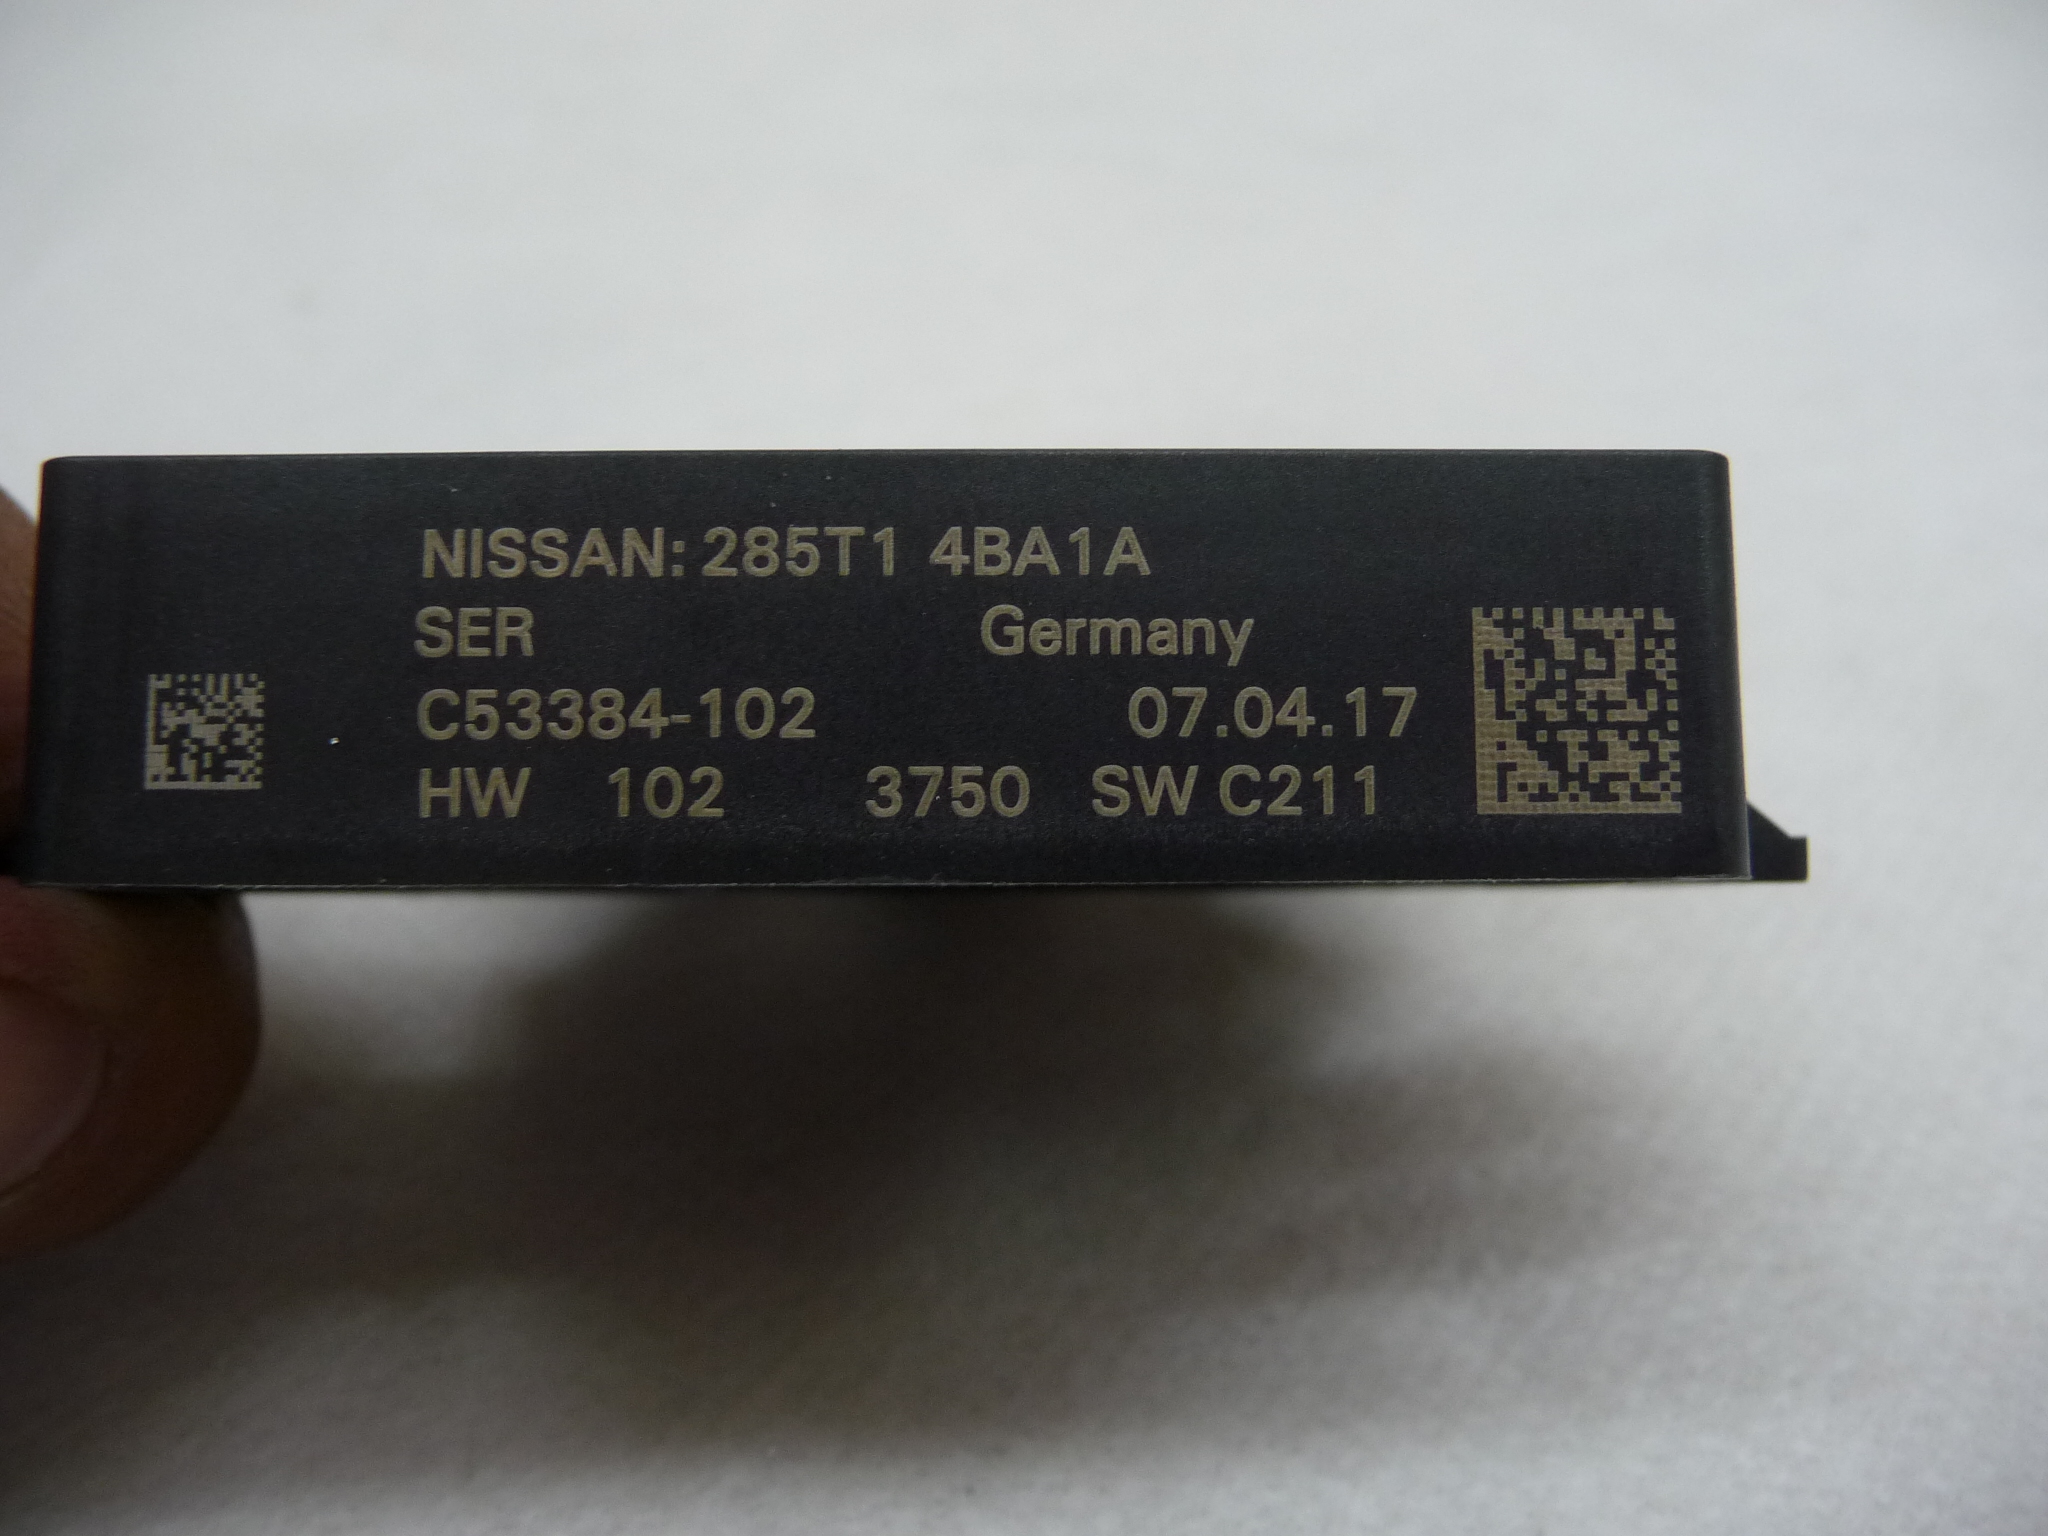 NISSAN: 285T1 4BA1A
SER Germany
C53384-102 07.04.17
HW 102 3750 SW C211